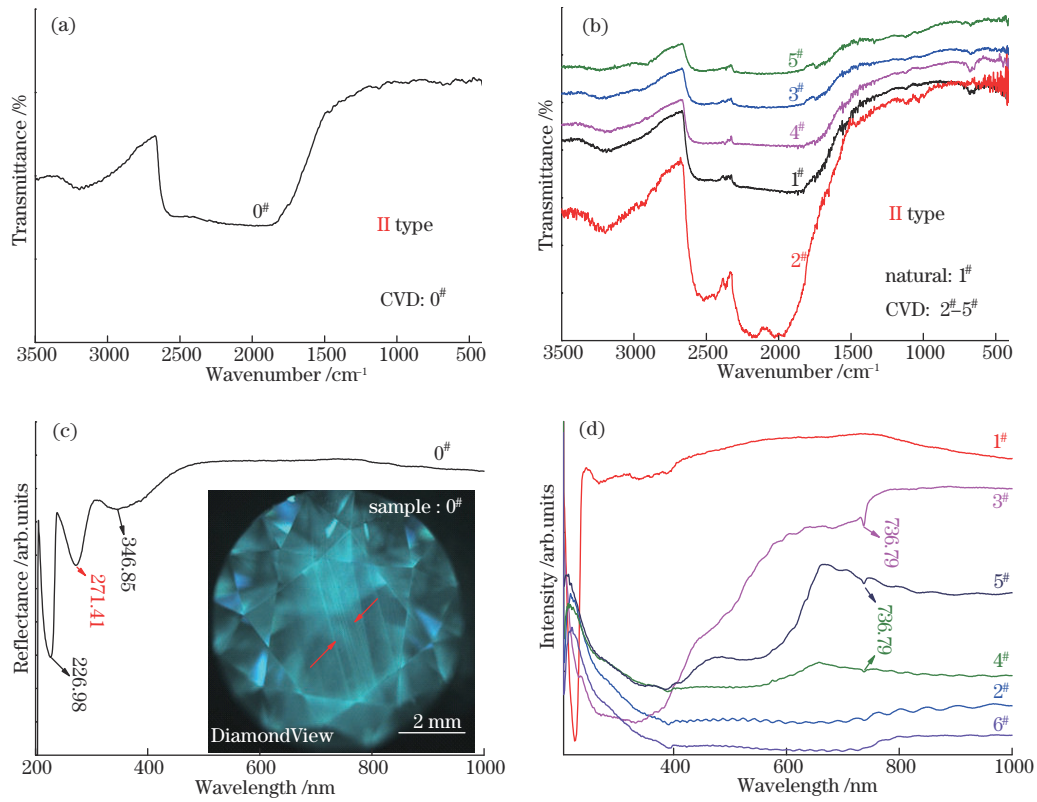 (a)
Transmittance /%
0#
II type
CVD: 0#
3500 3000 2500 2000 1500 1000 500
Wavenumber /cm⁻¹
(b)
Transmittance /%
5#
3#
4#
1#
2#
II type
natural: 1#
CVD: 2#–5#
3500 3000 2500 2000 1500 1000 500
Wavenumber /cm⁻¹
(c)
Reflectance /arb.units
0#
226.98
271.41
346.85
sample : 0#
DiamondView
2 mm
200 400 600 800 1000
Wavelength /nm
(d)
Intensity /arb.units
1#
3#
736.79
5#
736.79
4#
2#
6#
400 600 800 1000
Wavelength /nm